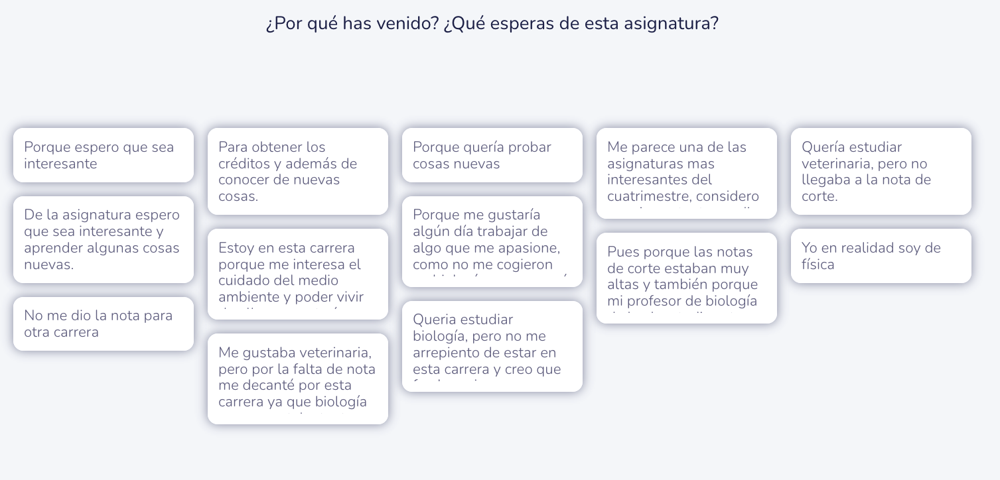 ¿Por qué has venido? ¿Qué esperas de esta asignatura?
Porque espero que sea
interesante
De la asignatura espero
que sea interesante y
aprender algunas cosas
nuevas.
No me dio la nota para
otra carrera
Para obtener los
créditos y además de
conocer de nuevas
cosas.
Estoy en esta carrera
porque me interesa el
cuidado del medio
ambiente y poder vivir
Me gustaba veterinaria,
pero por la falta de nota
me decanté por esta
carrera ya que biología
Porque quería probar
cosas nuevas
Porque me gustaría
algún día trabajar de
algo que me apasione,
como no me cogieron
Queria estudiar
biología, pero no me
arrepiento de estar en
esta carrera y creo que
Me parece una de las
asignaturas mas
interesantes del
cuatrimestre, considero
Pues porque las notas
de corte estaban muy
altas y también porque
mi profesor de biología
Quería estudiar
veterinaria, pero no
llegaba a la nota de
corte.
Yo en realidad soy de
física